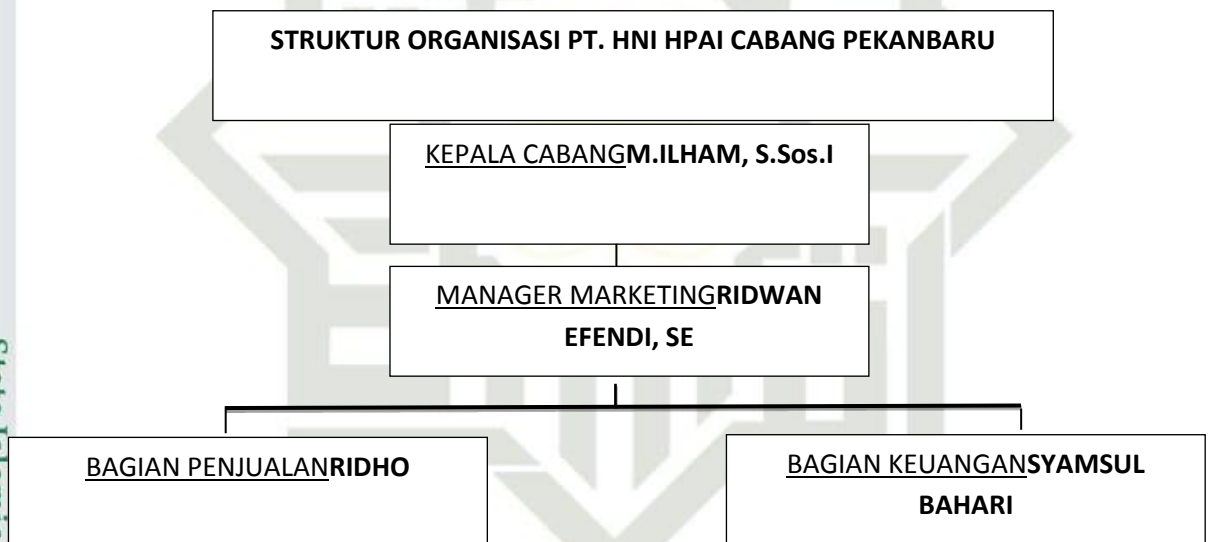 STRUKTUR ORGANISASI PT. HNI HPAI CABANG PEKANBARU
KEPALA CABANGM.ILHAM, S.Sos.I
MANAGER MARKETINGRIDWAN
EFENDI, SE
BAGIAN PENJUALANRIDHO
BAGIAN KEUANGANSYAMSUL
BAHARI